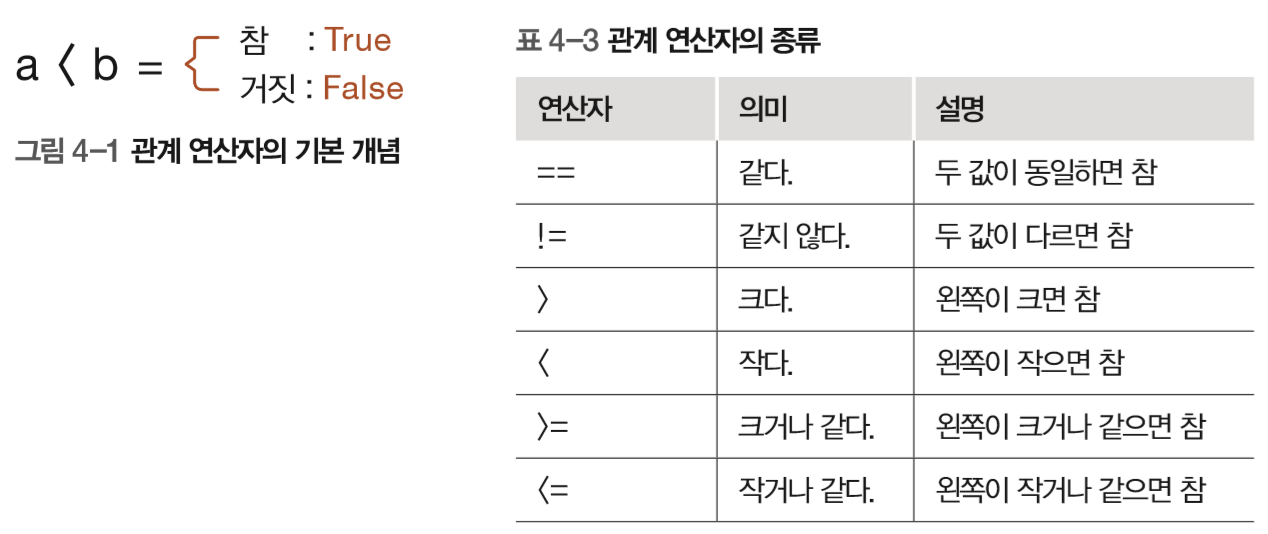 a < b = { 참 : True
거짓 : False
그림 4-1 관계 연산자의 기본 개념
표 4-3 관계 연산자의 종류
연산자 의미 설명
== 같다. 두 값이 동일하면 참
!= 같지 않다. 두 값이 다르면 참
> 크다. 왼쪽이 크면 참
< 작다. 왼쪽이 작으면 참
>= 크거나 같다. 왼쪽이 크거나 같으면 참
<= 작거나 같다. 왼쪽이 작거나 같으면 참